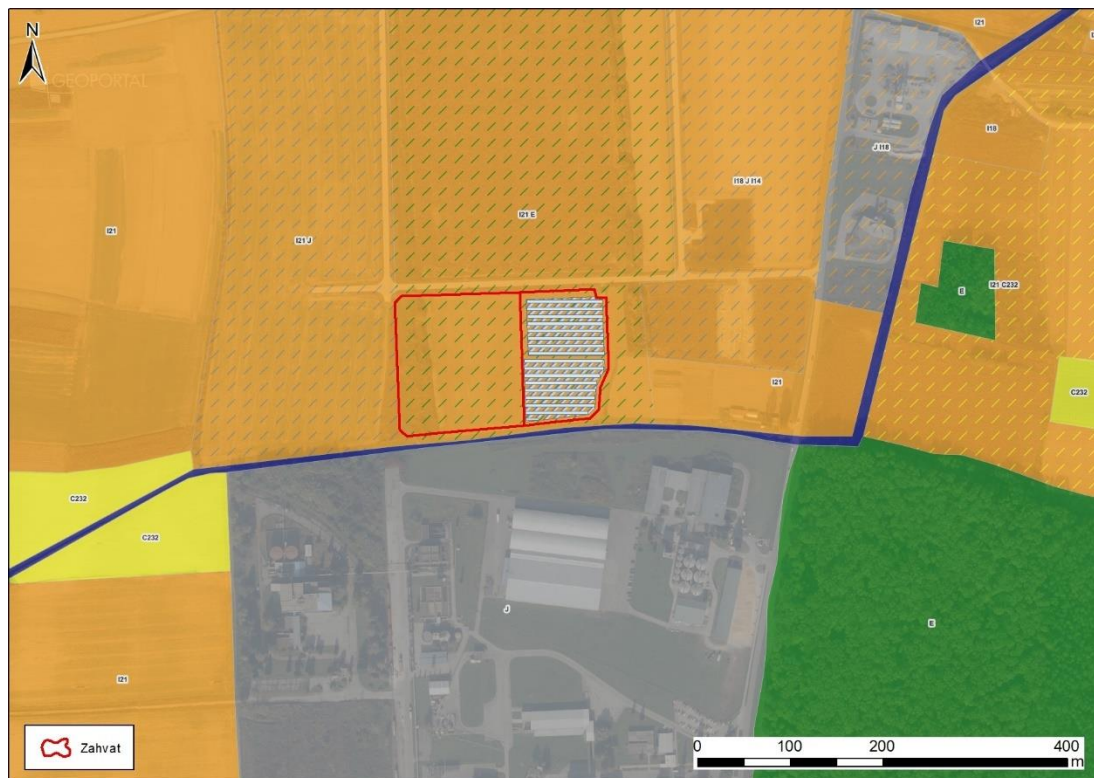 N
GEOPORTAL
I21
I18
J I18
I18 J I14
I21 E
I21
I21 J
E
I21 C232
I21
C232
C232
C232
J
E
I21
Zahvat
0
100
200
400
m